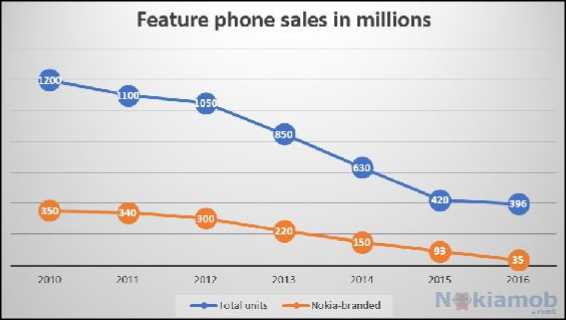 Feature phone sales in millions
1200 1100 1050 850 630 420 396
350 340 300 220 150 93 35
2010 2011 2012 2013 2014 2015 2016
Total units Nokia-branded
Nokiamob